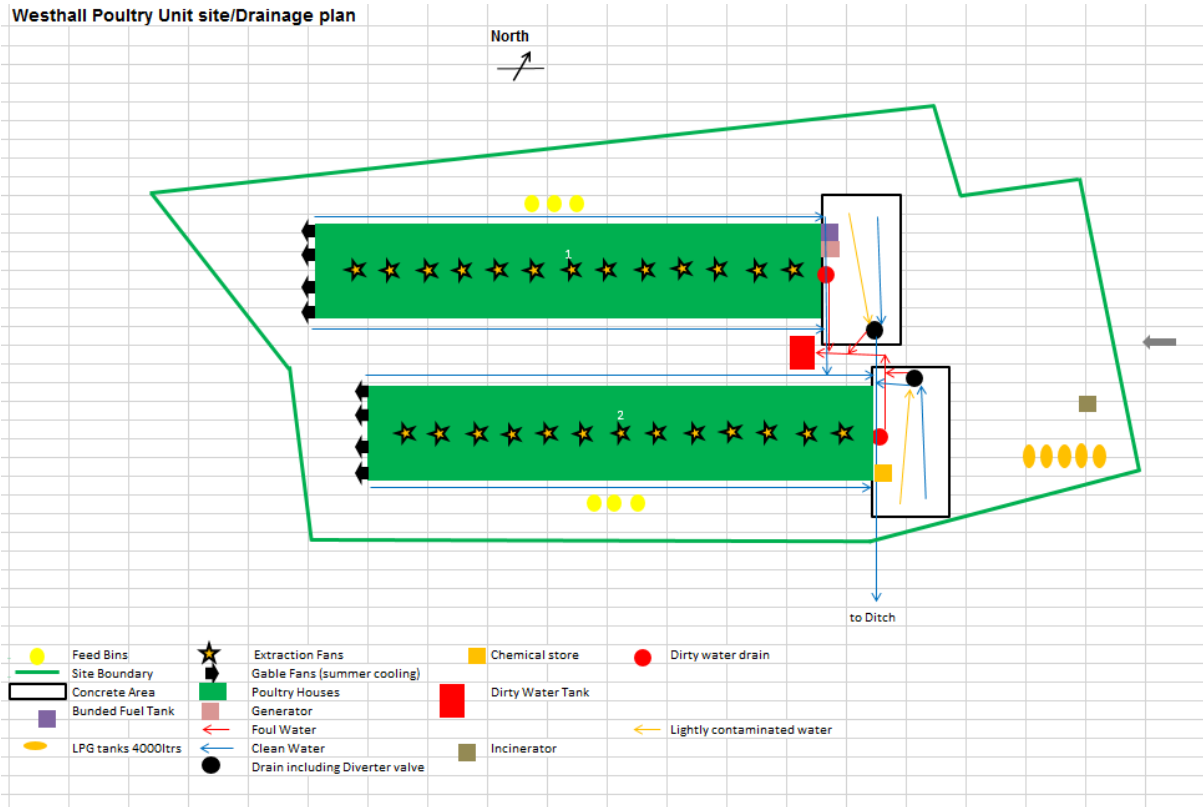 Westhall Poultry Unit site/Drainage plan
North
1
2
to Ditch
Feed Bins
Extraction Fans
Chemical store
Dirty water drain
Site Boundary
Gable Fans (summer cooling)
Concrete Area
Poultry Houses
Dirty Water Tank
Bunded Fuel Tank
Generator
Foul Water
Lightly contaminated water
LPG tanks 4000ltrs
Clean Water
Incinerator
Drain including Diverter valve